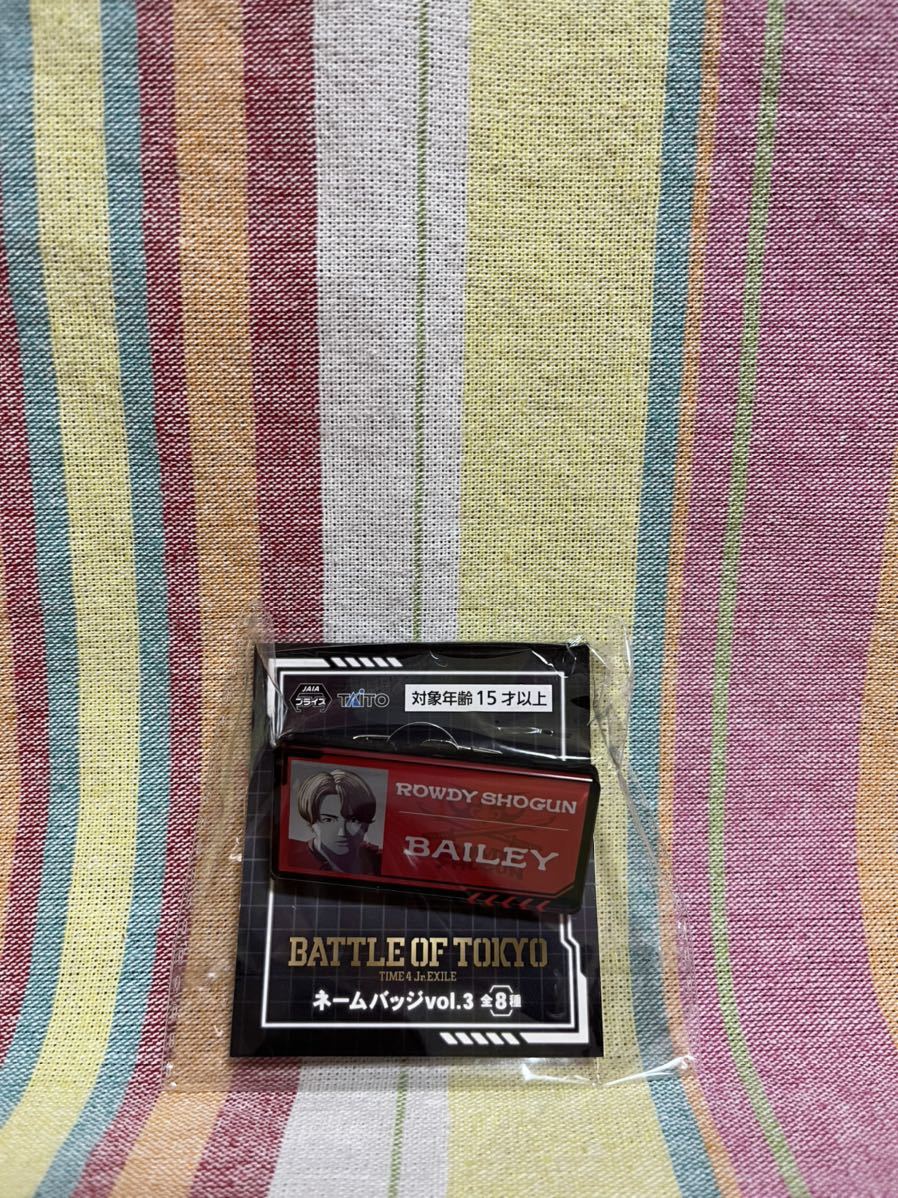 JAIA
プライズ
TAITO
対象年齢15才以上
ROWDY SHOGUN
BAILEY
BATTLE OF TOKYO
TIME 4 Jr.EXILE
ネームバッジvol.3 全8種